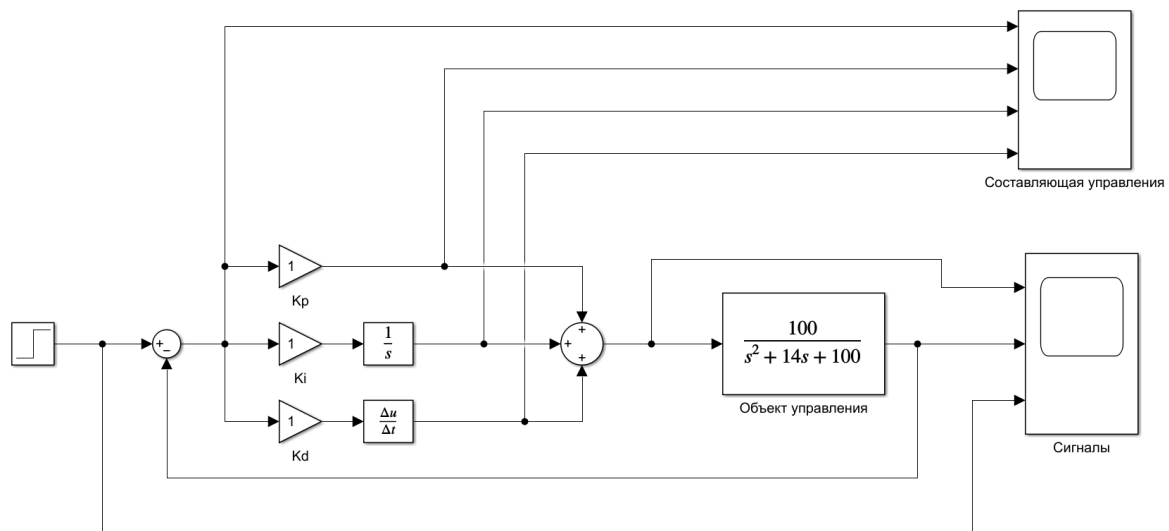 Составляющая управления
1
Kp
+
−
1
Ki
1
s
+
+
+
100
s² + 14s + 100
Объект управления
1
Kd
Δu
Δt
Сигналы